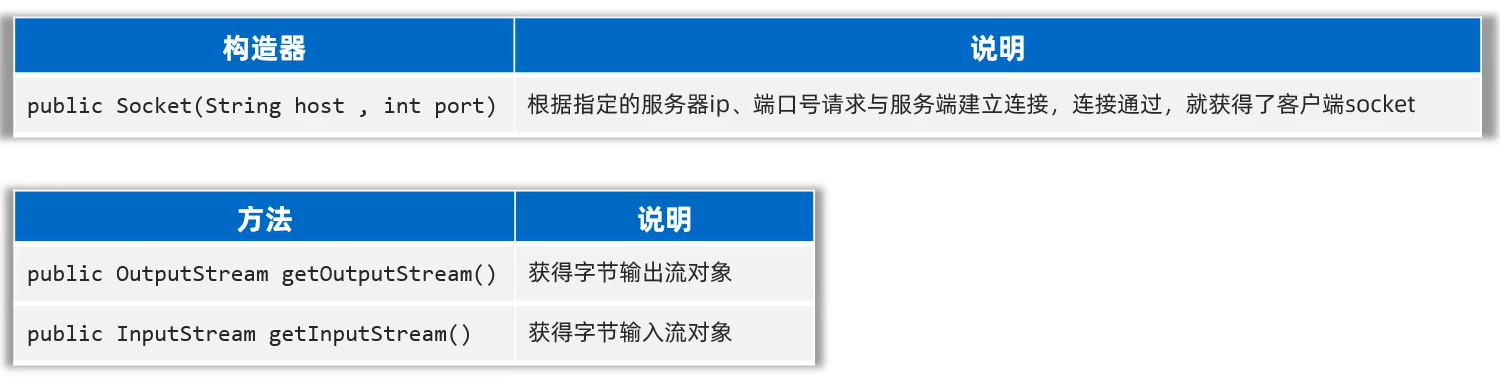 构造器 说明
public Socket(String host , int port) 根据指定的服务器ip、端口号请求与服务端建立连接，连接通过，就获得了客户端socket
方法 说明
public OutputStream getOutputStream() 获得字节输出流对象
public InputStream getInputStream() 获得字节输入流对象